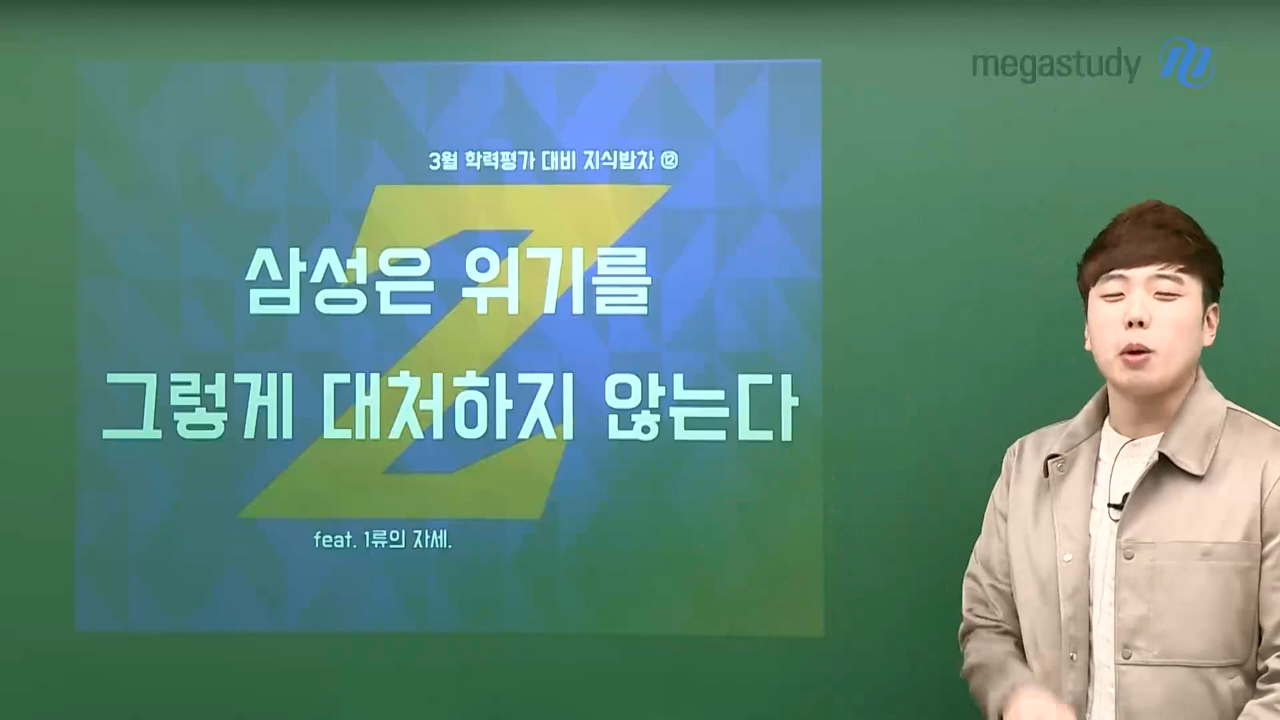 megastudy
3월 학력평가 대비 지식밥차 ⑫
삼성은 위기를
그렇게 대처하지 않는다
feat. 1류의 자세.